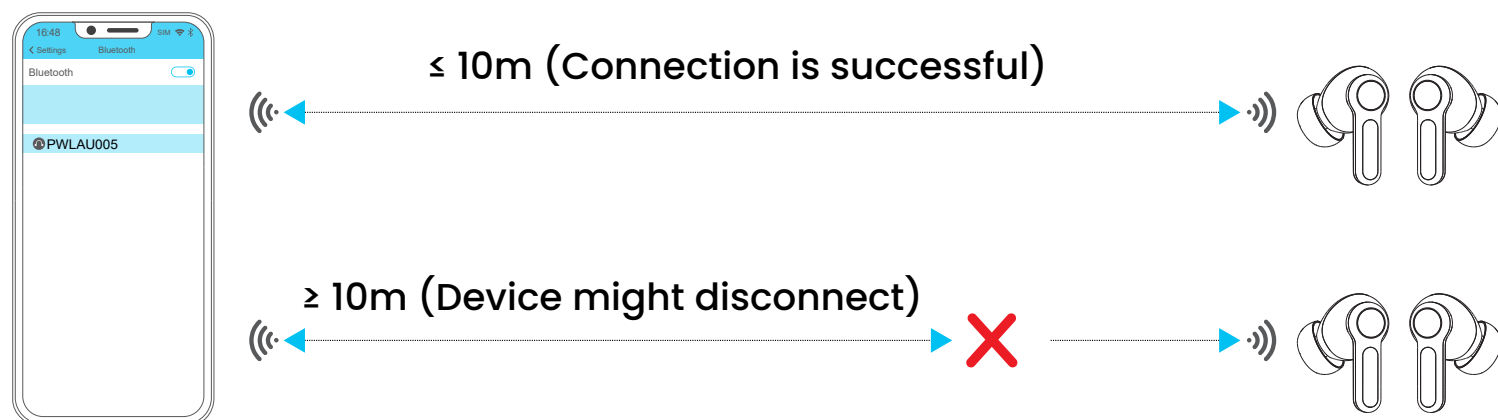 16:48 SIM
Settings Bluetooth
Bluetooth
PWLAU005
≤ 10m (Connection is successful)
≥ 10m (Device might disconnect)